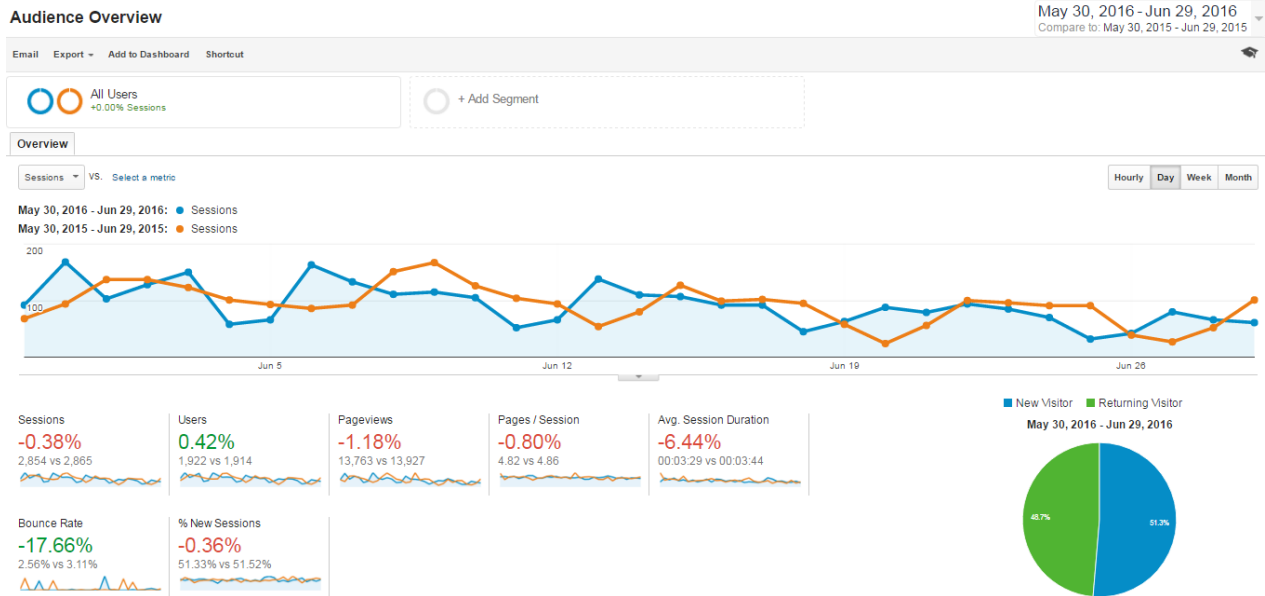 Audience Overview
May 30, 2016 - Jun 29, 2016
Compare to: May 30, 2015 - Jun 29, 2015
Email Export Add to Dashboard Shortcut
All Users
+0.00% Sessions
+ Add Segment
Overview
Sessions VS. Select a metric
Hourly Day Week Month
May 30, 2016 - Jun 29, 2016: Sessions
May 30, 2015 - Jun 29, 2015: Sessions
200
100
Jun 5 Jun 12 Jun 19 Jun 26
New Visitor Returning Visitor
May 30, 2016 - Jun 29, 2016
Sessions
-0.38%
2,854 vs 2,865
Users
0.42%
1,922 vs 1,914
Pageviews
-1.18%
13,763 vs 13,927
Pages / Session
-0.80%
4.82 vs 4.86
Avg. Session Duration
-6.44%
00:03:29 vs 00:03:44
Bounce Rate
-17.66%
2.56% vs 3.11%
% New Sessions
-0.36%
51.33% vs 51.52%
48.7%
51.3%